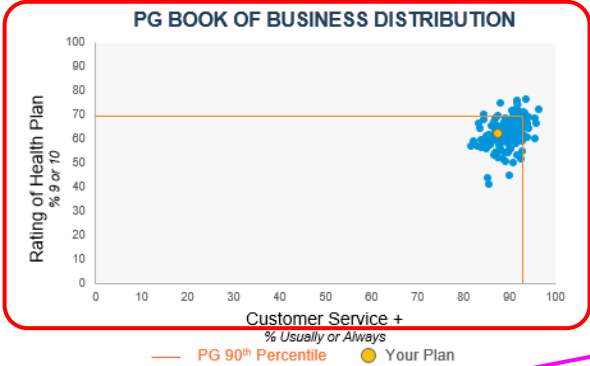 PG BOOK OF BUSINESS DISTRIBUTION
100
90
80
70
60
50
40
30
20
10
0
Rating of Health Plan
% 9 or 10
0 10 20 30 40 50 60 70 80 90 100
Customer Service +
% Usually or Always
PG 90th Percentile Your Plan